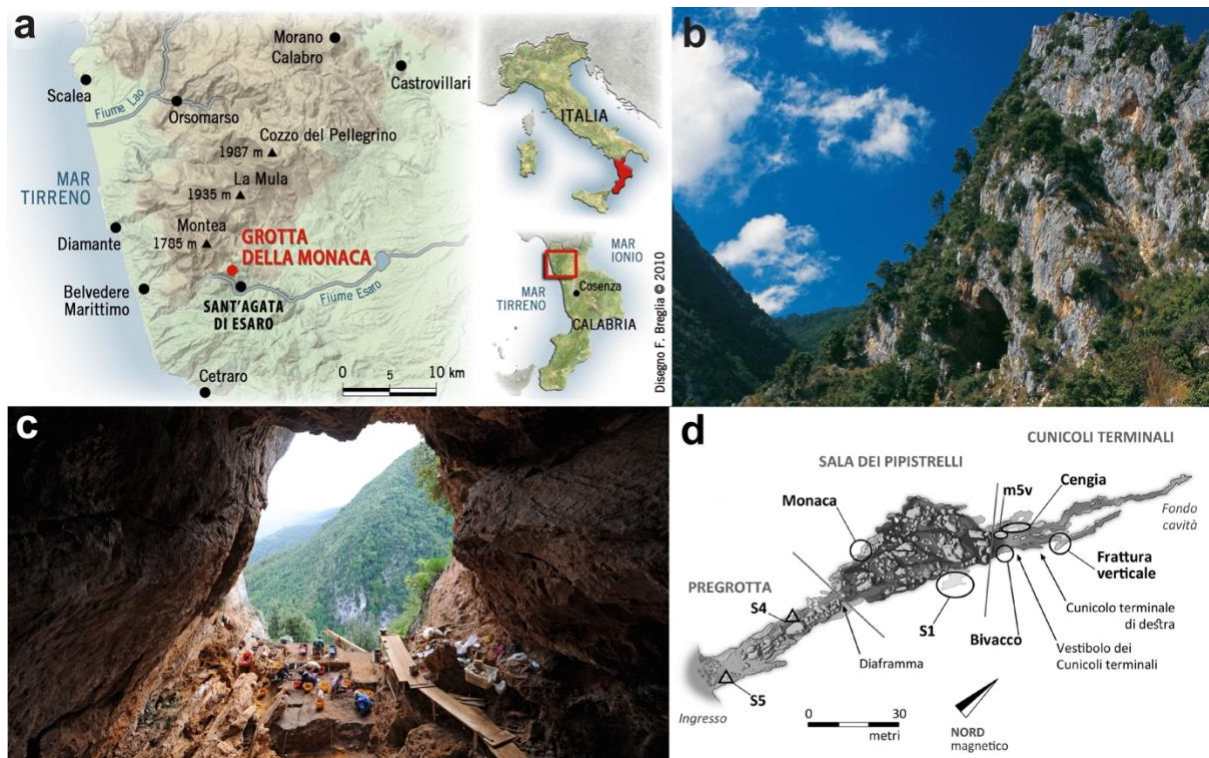 a
Morano
Calabro
Castrovillari
Scalea
Fiume Lao
Orsomarso
Cozzo del Pellegrino
1987 m
La Mula
1935 m
MAR
TIRRENO
Montea
1785 m
Diamante
GROTTA
DELLA MONACA
Belvedere
Marittimo
SANT'AGATA
DI ESARO
Fiume Esaro
Cetraro
0 5 10 km
ITALIA
MAR
IONIO
Cosenza
MAR
TIRRENO
CALABRIA
Disegno F. Breglia © 2010
b
c
d
CUNICOLI TERMINALI
SALA DEI PIPISTRELLI
m5v
Cengia
Monaca
Fondo
cavità
Frattura
verticale
PREGROTTA
S4
S1
Cunicolo terminale
di destra
Bivacco
Diaframma
Vestibolo dei
Cunicoli terminali
S5
Ingresso
0 30
metri
NORD
magnetico